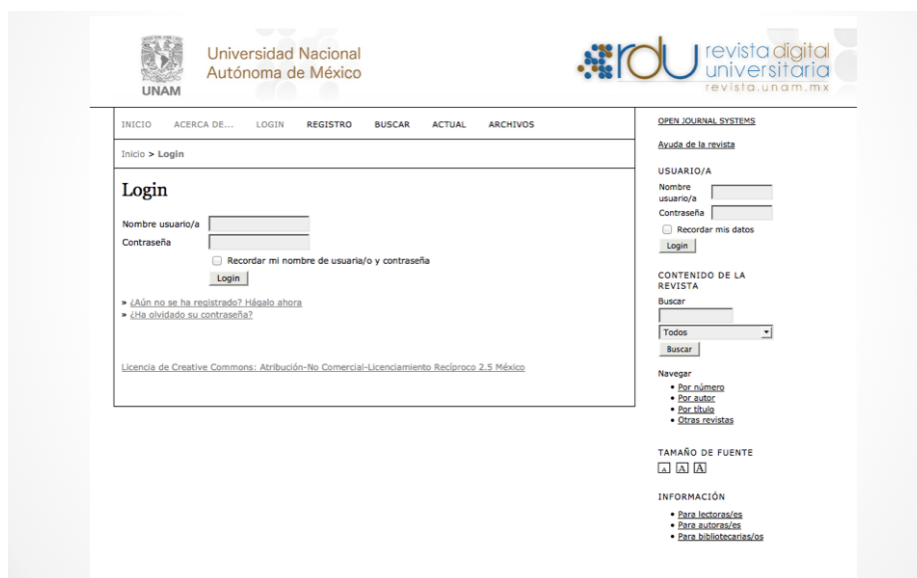 Universidad Nacional
Autónoma de México
UNAM
rdu revista digital
universitaria
revista.unam.mx
INICIO ACERCA DE... LOGIN REGISTRO BUSCAR ACTUAL ARCHIVOS
Inicio > Login
Login
Nombre usuario/a
Contraseña
Recordar mi nombre de usuaria/o y contraseña
Login
» ¿Aún no se ha registrado? Hágalo ahora
» ¿Ha olvidado su contraseña?
Licencia de Creative Commons: Atribución-No Comercial-Licenciamiento Recíproco 2.5 México
OPEN JOURNAL SYSTEMS
Ayuda de la revista
USUARIO/A
Nombre
usuario/a
Contraseña
Recordar mis datos
Login
CONTENIDO DE LA
REVISTA
Buscar
Todos
Buscar
Navegar
• Por número
• Por autor
• Por título
• Otras revistas
TAMAÑO DE FUENTE
A A A
INFORMACIÓN
• Para lectoras/es
• Para autoras/es
• Para bibliotecarias/os